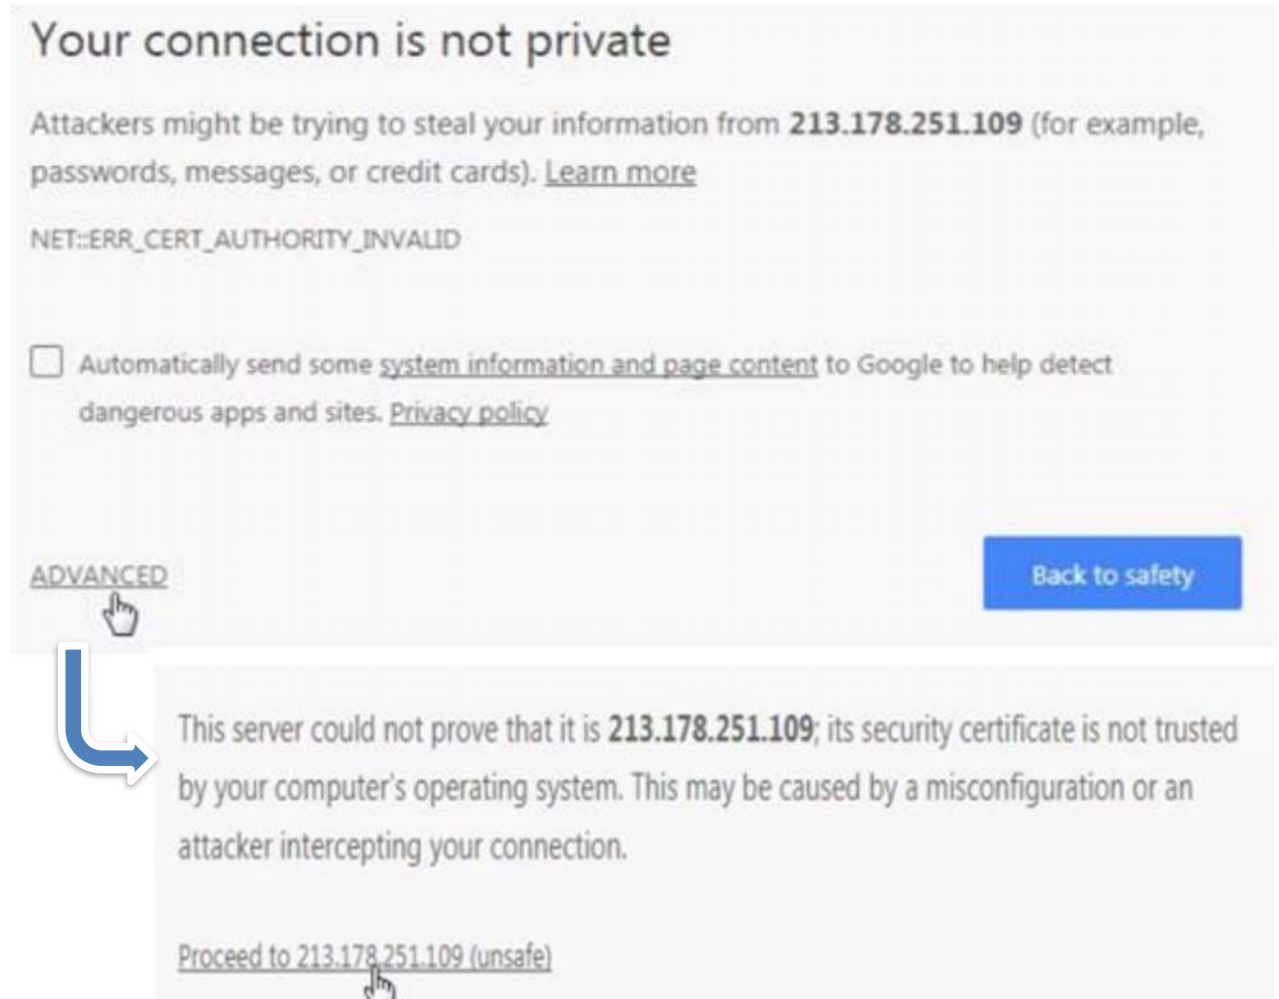 Your connection is not private
Attackers might be trying to steal your information from 213.178.251.109 (for example,
passwords, messages, or credit cards). Learn more
NET::ERR_CERT_AUTHORITY_INVALID
Automatically send some system information and page content to Google to help detect
dangerous apps and sites. Privacy policy
ADVANCED
Back to safety
This server could not prove that it is 213.178.251.109; its security certificate is not trusted
by your computer's operating system. This may be caused by a misconfiguration or an
attacker intercepting your connection.
Proceed to 213.178.251.109 (unsafe)